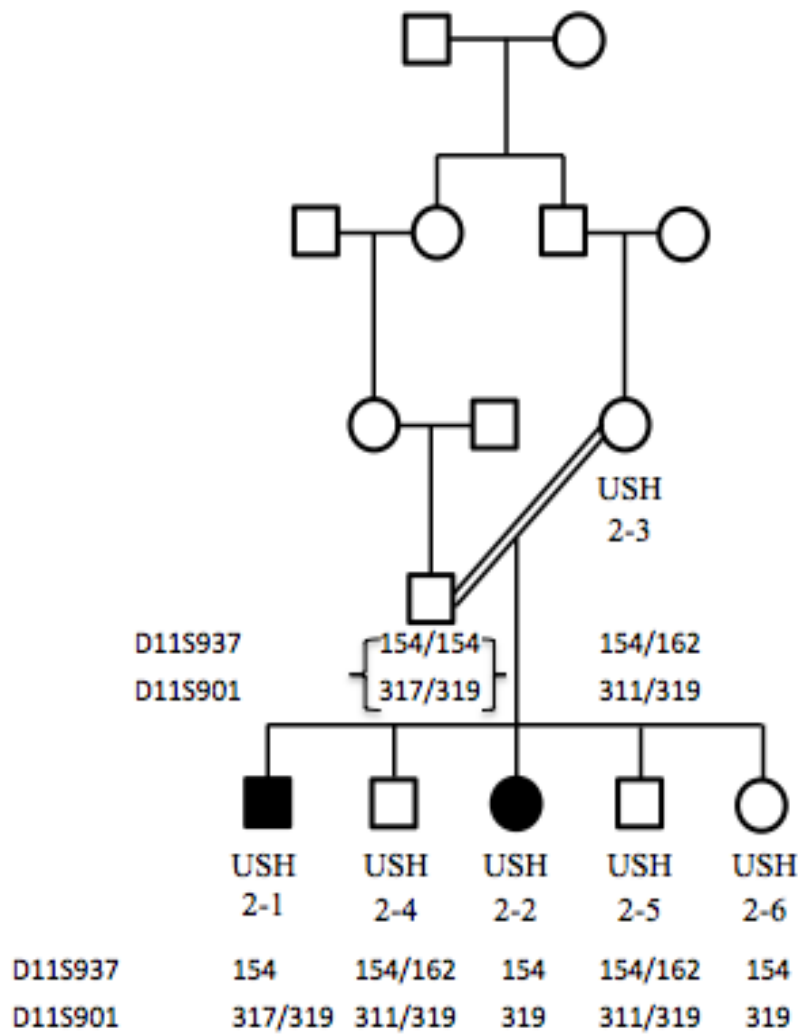 USH
2-3
D11S937 154/154 154/162
D11S901 317/319 311/319
USH USH USH USH USH
2-1 2-4 2-2 2-5 2-6
D11S937 154 154/162 154 154/162 154
D11S901 317/319 311/319 319 311/319 319